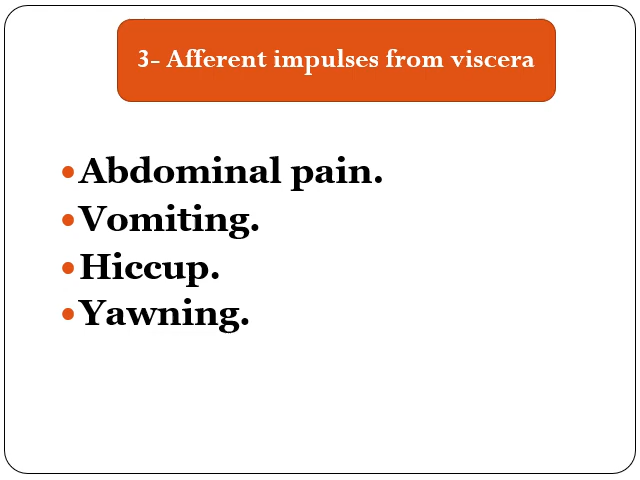 3- Afferent impulses from viscera
•Abdominal pain.
•Vomiting.
•Hiccup.
•Yawning.